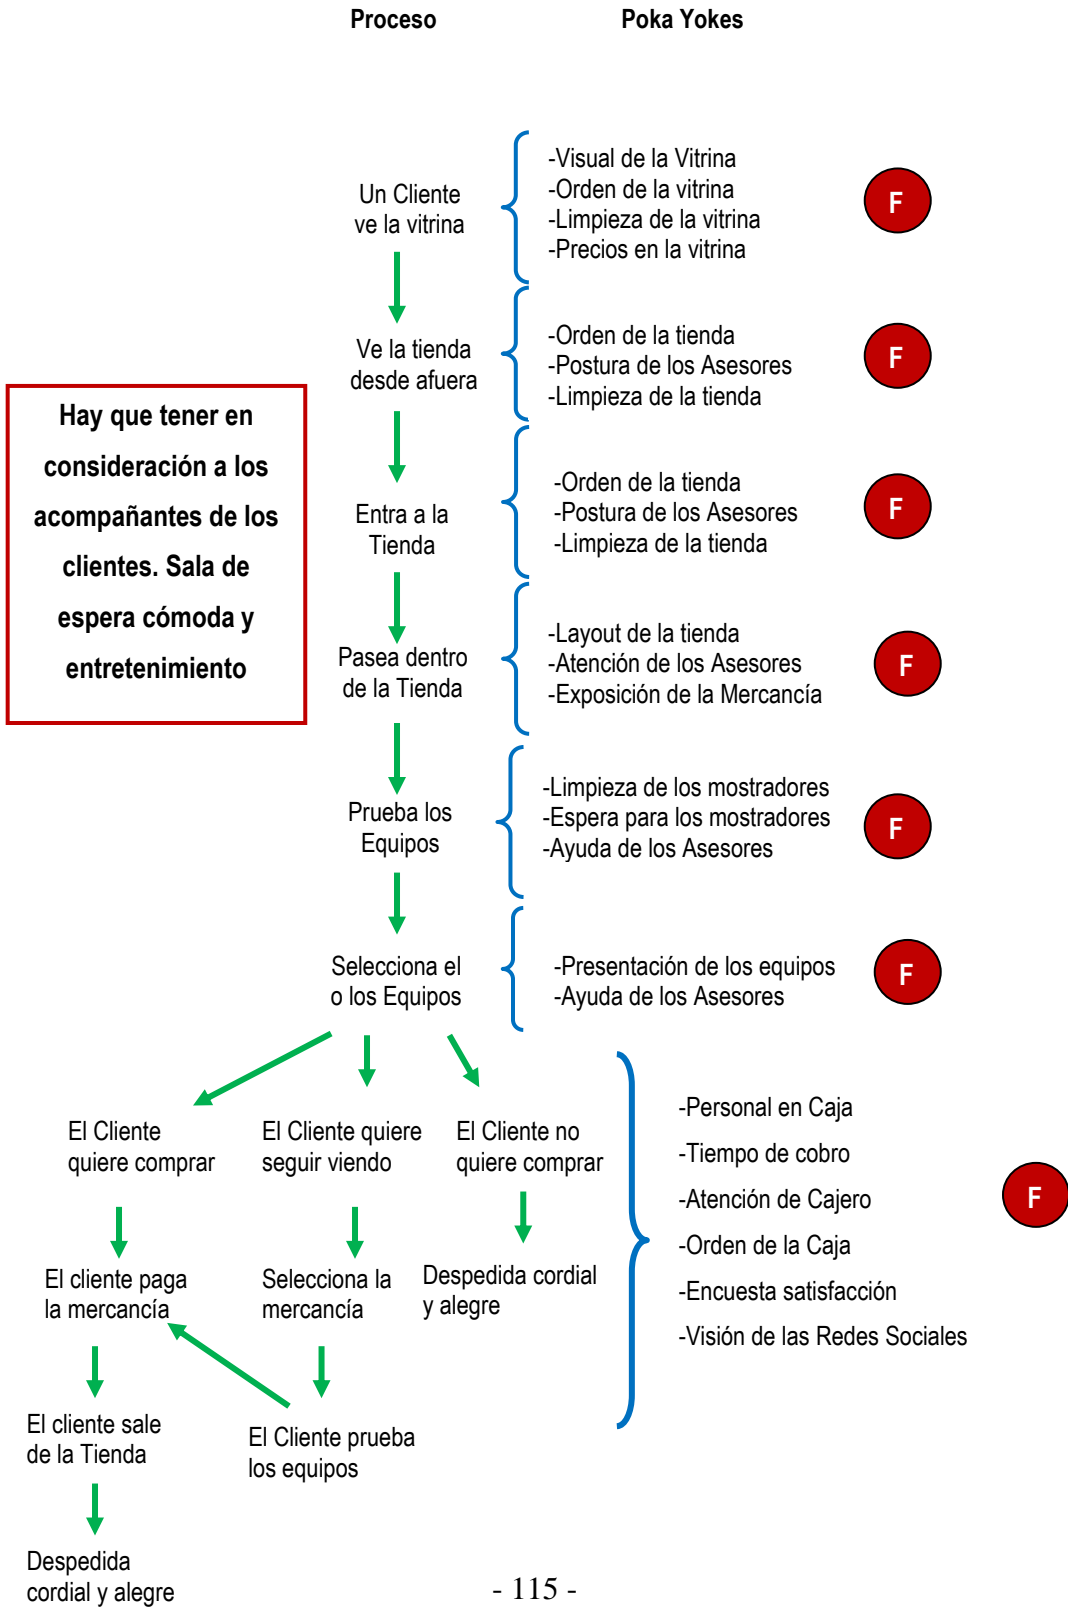 Proceso
Poka Yokes
Un Cliente
ve la vitrina
-Visual de la Vitrina
-Orden de la vitrina
-Limpieza de la vitrina
-Precios en la vitrina
F
Ve la tienda
desde afuera
-Orden de la tienda
-Postura de los Asesores
-Limpieza de la tienda
F
Hay que tener en
consideración a los
acompañantes de los
clientes. Sala de
espera cómoda y
entretenimiento
Entra a la
Tienda
-Orden de la tienda
-Postura de los Asesores
-Limpieza de la tienda
F
Pasea dentro
de la Tienda
-Layout de la tienda
-Atención de los Asesores
-Exposición de la Mercancía
F
Prueba los
Equipos
-Limpieza de los mostradores
-Espera para los mostradores
-Ayuda de los Asesores
F
Selecciona el
o los Equipos
-Presentación de los equipos
-Ayuda de los Asesores
F
El Cliente
quiere comprar
El Cliente quiere
seguir viendo
El Cliente no
quiere comprar
-Personal en Caja
-Tiempo de cobro
-Atención de Cajero
-Orden de la Caja
-Encuesta satisfacción
-Visión de las Redes Sociales
F
El cliente paga
la mercancía
Selecciona la
mercancía
Despedida cordial
y alegre
El cliente sale
de la Tienda
El Cliente prueba
los equipos
Despedida
cordial y alegre
- 115 -